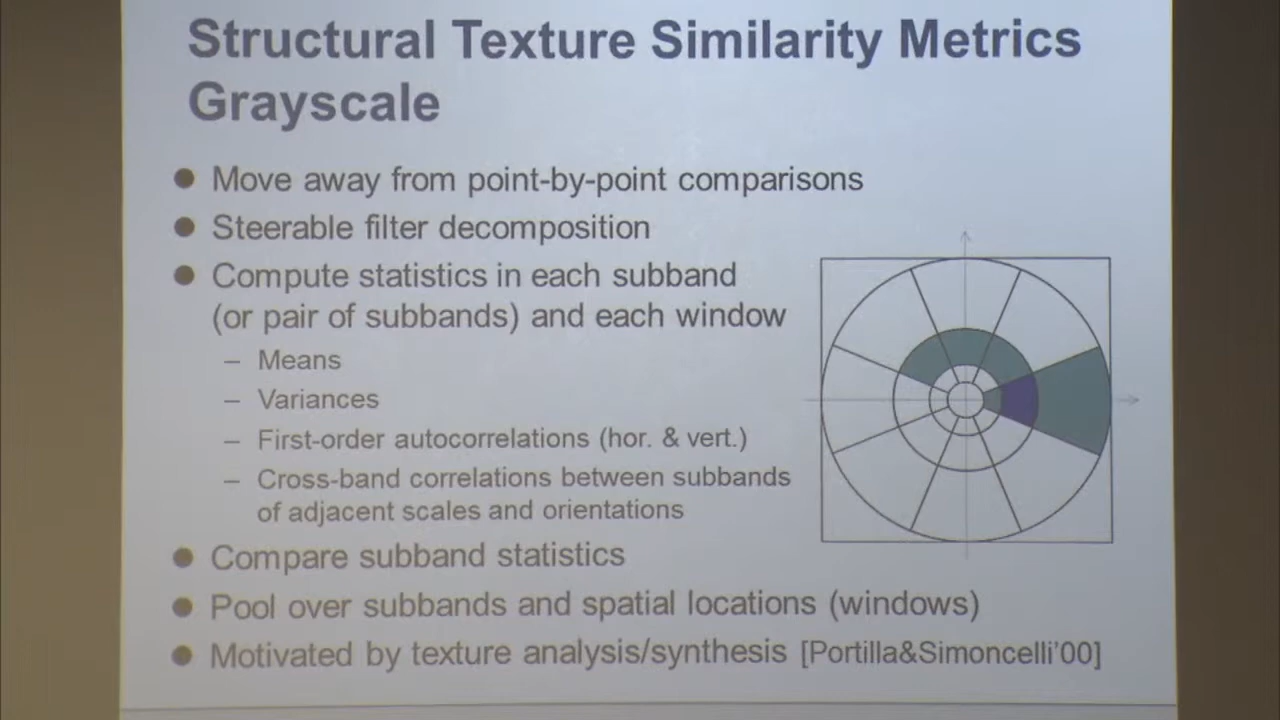 Structural Texture Similarity Metrics
Grayscale
● Move away from point-by-point comparisons
● Steerable filter decomposition
● Compute statistics in each subband
(or pair of subbands) and each window
– Means
– Variances
– First-order autocorrelations (hor. & vert.)
– Cross-band correlations between subbands
of adjacent scales and orientations
● Compare subband statistics
● Pool over subbands and spatial locations (windows)
● Motivated by texture analysis/synthesis [Portilla&Simoncelli'00]